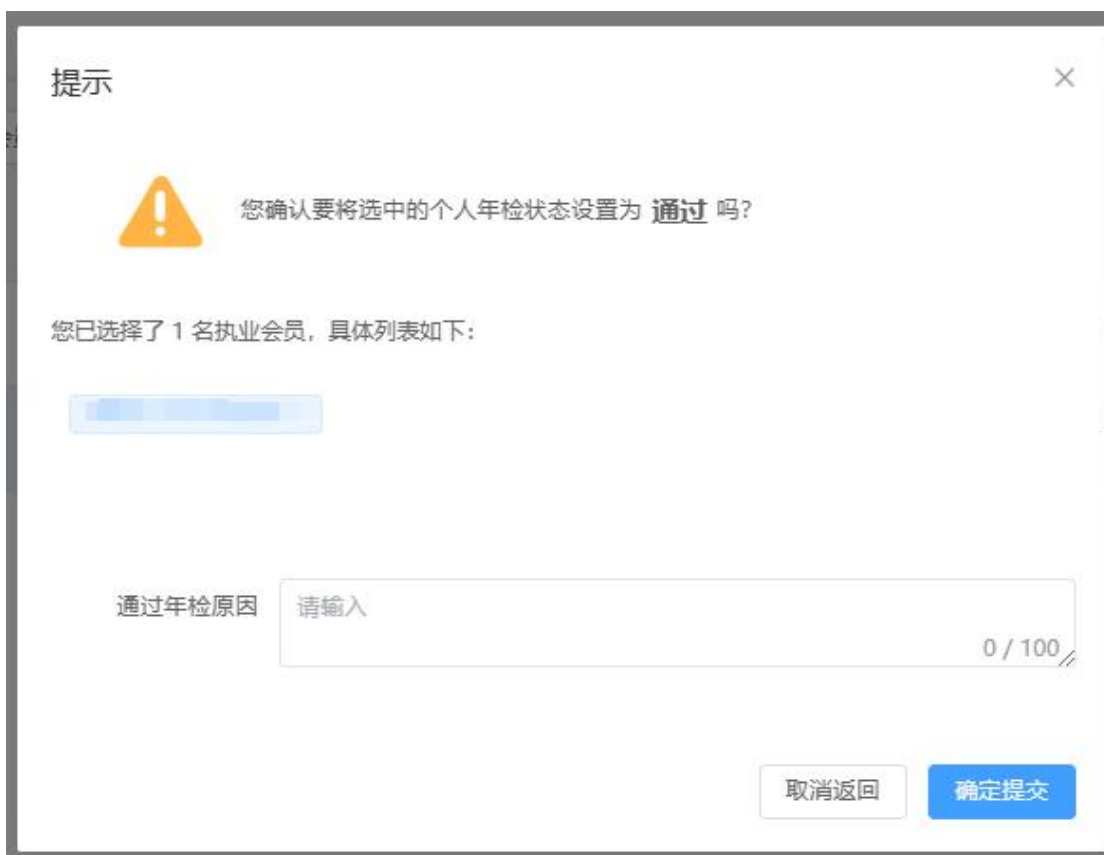 提示
您确认要将选中的个人年检状态设置为 通过 吗?
您已选择了 1 名执业会员，具体列表如下：
通过年检原因
请输入
0 / 100
取消返回
确定提交